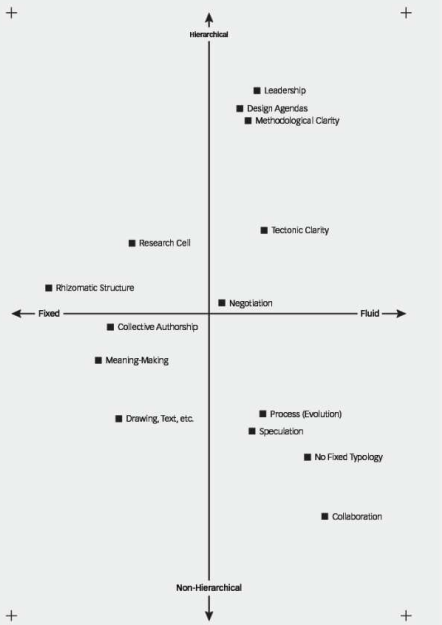 Hierarchical
Leadership
Design Agendas
Methodological Clarity
Tectonic Clarity
Research Cell
Rhizomatic Structure
Negotiation
Fixed
Fluid
Collective Authorship
Meaning-Making
Process (Evolution)
Drawing, Text, etc.
Speculation
No Fixed Typology
Collaboration
Non-Hierarchical